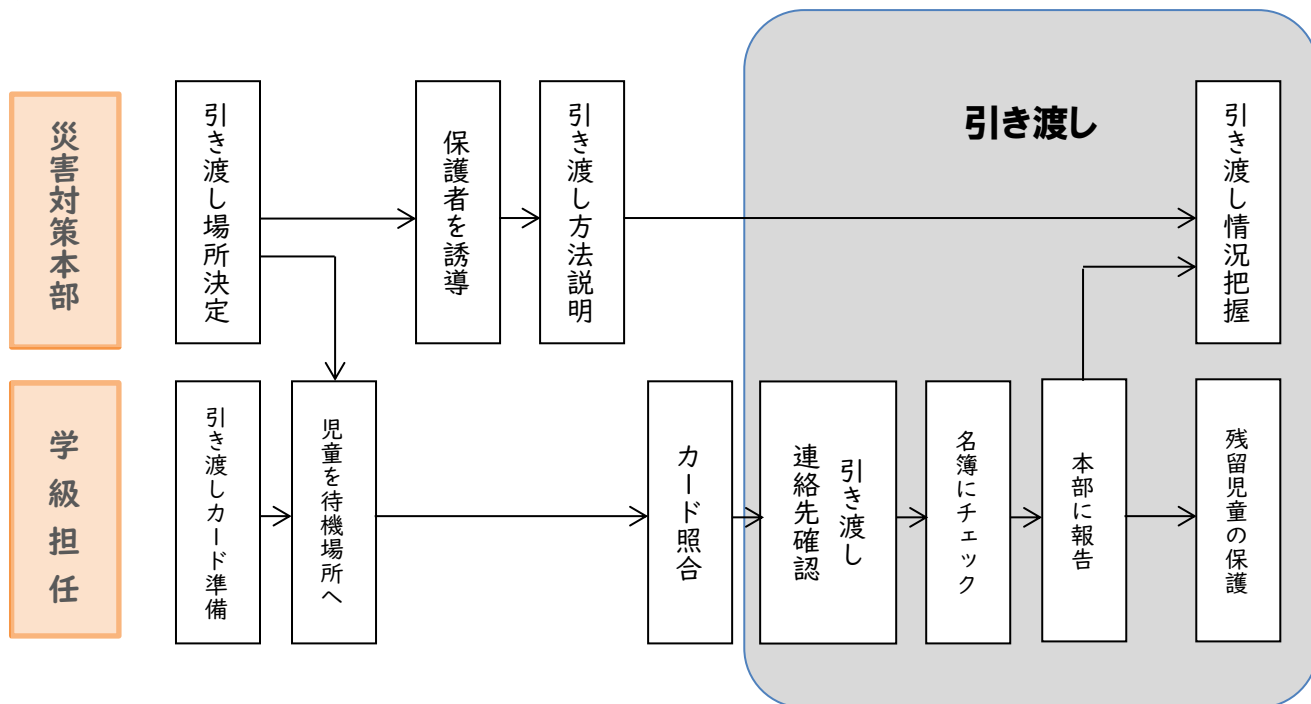 引き渡し
災害対策本部
引き渡し場所決定
保護者を誘導
引き渡し方法説明
引き渡し情況把握
学級担任
引き渡しカード準備
児童を待機場所へ
カード照合
引き渡し
連絡先確認
名簿にチェック
本部に報告
残留児童の保護